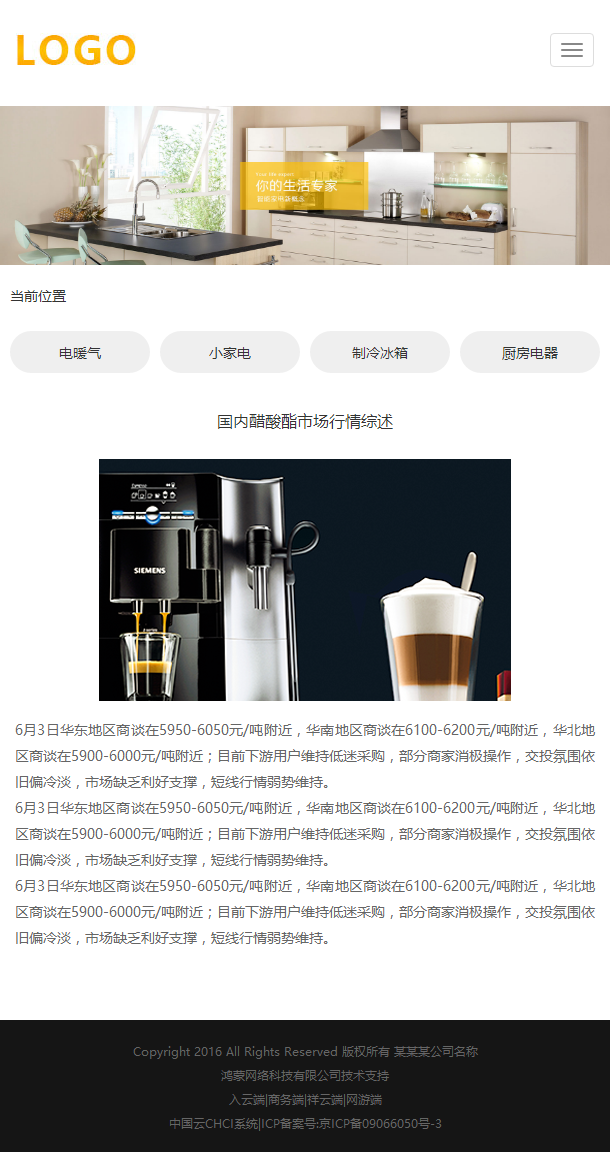 LOGO
Your life expert
你的生活专家
当前位置
电暖气
小家电
制冷冰箱
厨房电器
国内醋酸酯市场行情综述
SIEMENS
6月3日华东地区商谈在5950-6050元/吨附近，华南地区商谈在6100-6200元/吨附近，华北地
区商谈在5900-6000元/吨附近；目前下游用户维持低迷采购，部分商家消极操作，交投氛围依
旧偏冷淡，市场缺乏利好支撑，短线行情弱势维持。
6月3日华东地区商谈在5950-6050元/吨附近，华南地区商谈在6100-6200元/吨附近，华北地
区商谈在5900-6000元/吨附近；目前下游用户维持低迷采购，部分商家消极操作，交投氛围依
旧偏冷淡，市场缺乏利好支撑，短线行情弱势维持。
6月3日华东地区商谈在5950-6050元/吨附近，华南地区商谈在6100-6200元/吨附近，华北地
区商谈在5900-6000元/吨附近；目前下游用户维持低迷采购，部分商家消极操作，交投氛围依
旧偏冷淡，市场缺乏利好支撑，短线行情弱势维持。
Copyright 2016 All Rights Reserved 版权所有 某某某公司名称
鸿蒙网络科技有限公司技术支持
入云端|商务端|祥云端|网游端
中国云CHCI系统|ICP备案号:京ICP备09066050号-3